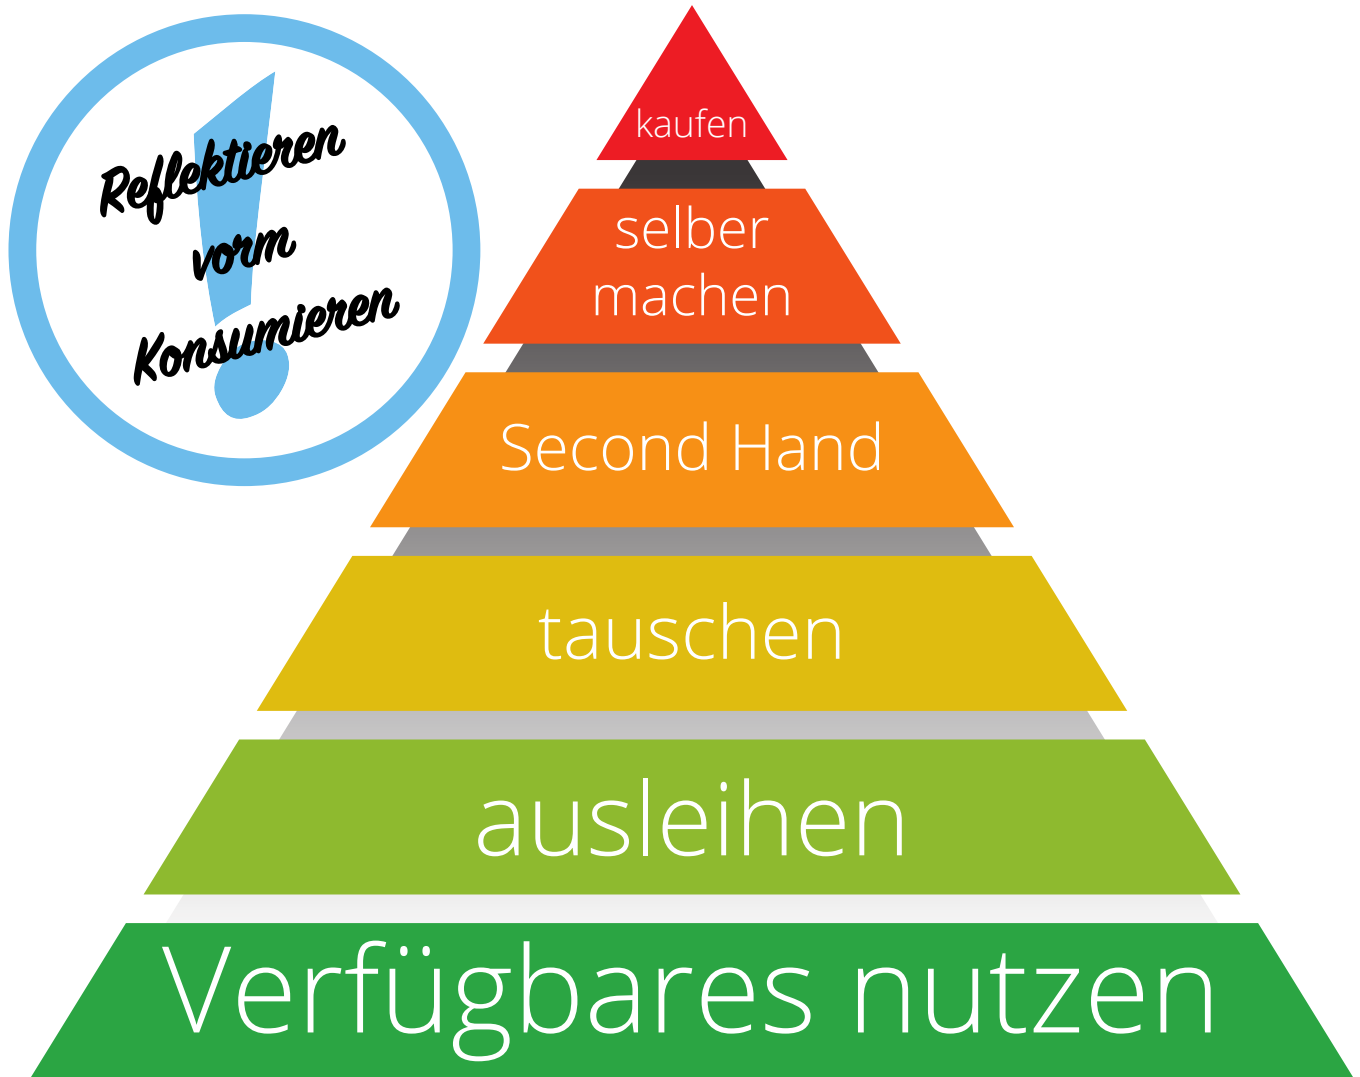 Reflektieren
vorm
Konsumieren
kaufen
selber
machen
Second Hand
tauschen
ausleihen
Verfügbares nutzen